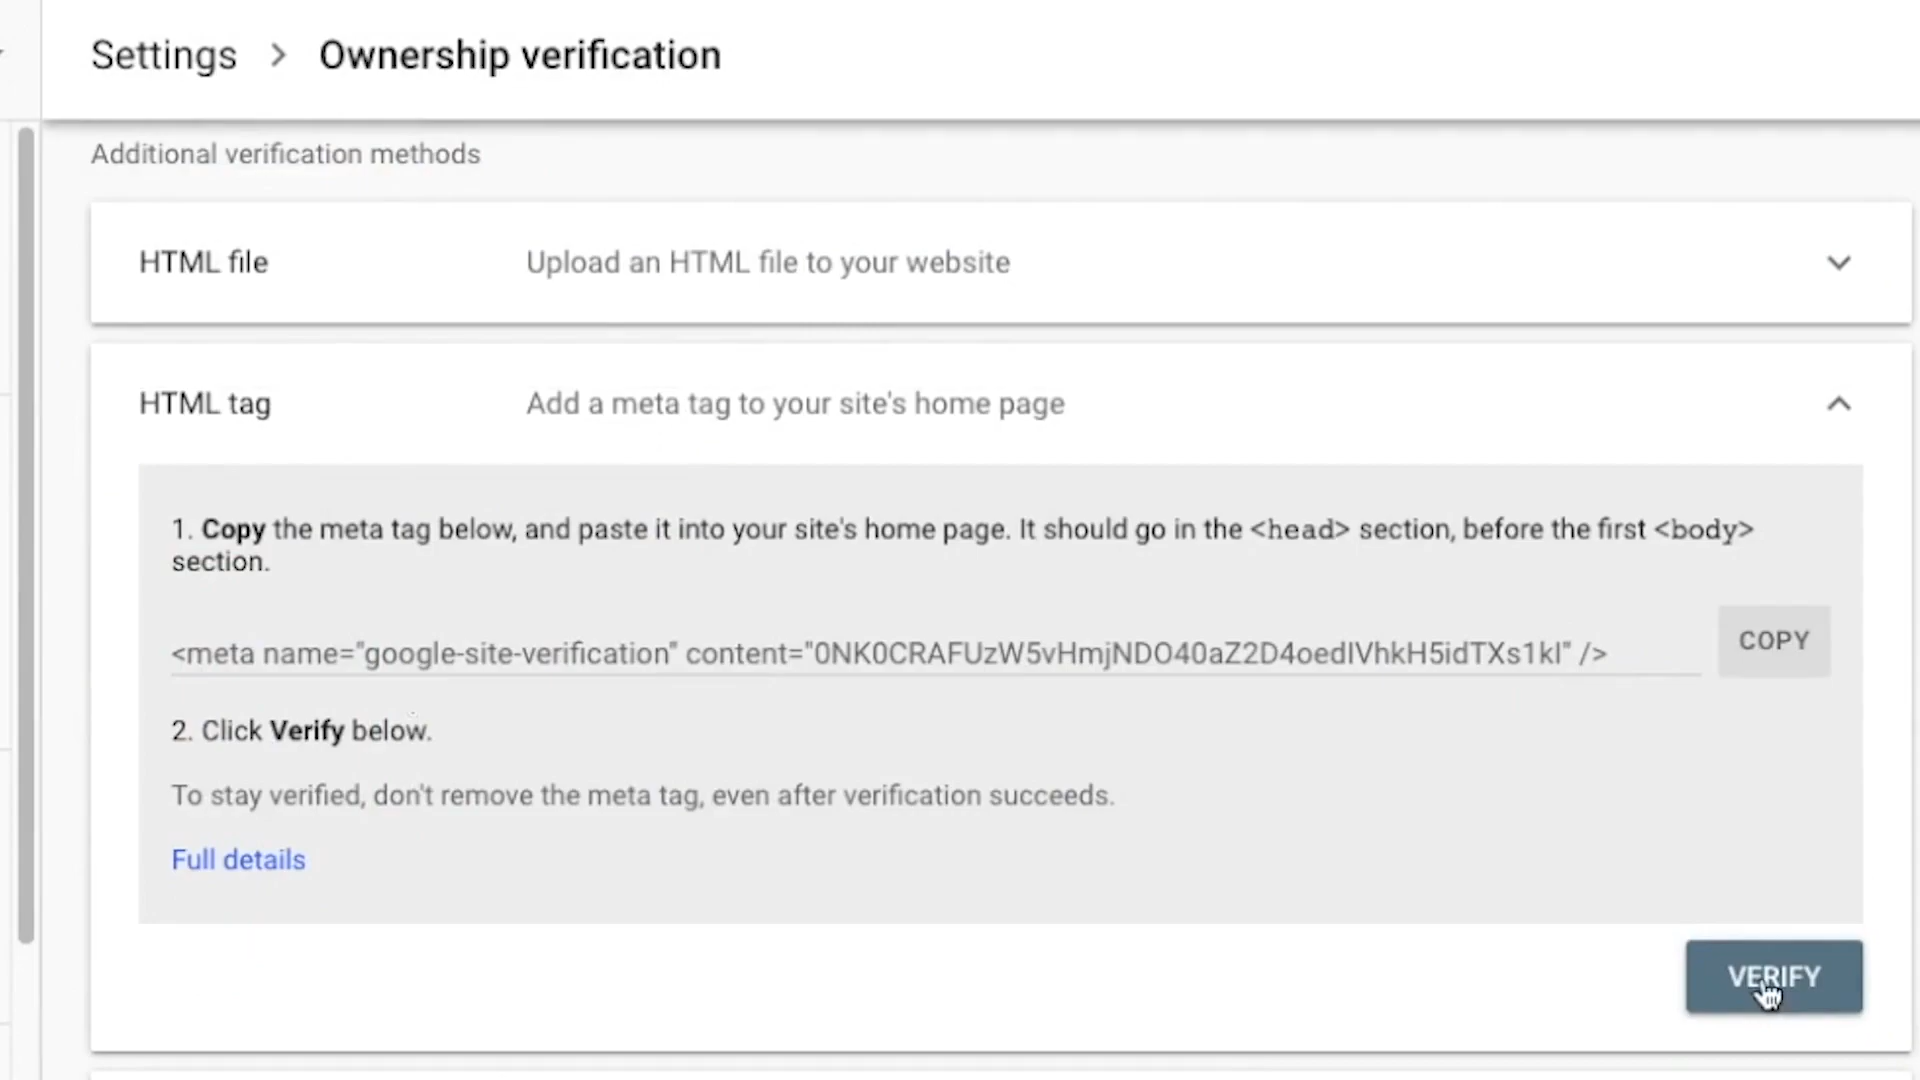 Settings > Ownership verification
Additional verification methods
HTML file Upload an HTML file to your website
HTML tag Add a meta tag to your site's home page
1. Copy the meta tag below, and paste it into your site's home page. It should go in the <head> section, before the first <body>
section.
<meta name="google-site-verification" content="0NK0CRAFUzW5vHmjNDO40aZ2D4oedIVhkH5idTXs1kI" />
COPY
2. Click Verify below.
To stay verified, don't remove the meta tag, even after verification succeeds.
Full details
VERIFY